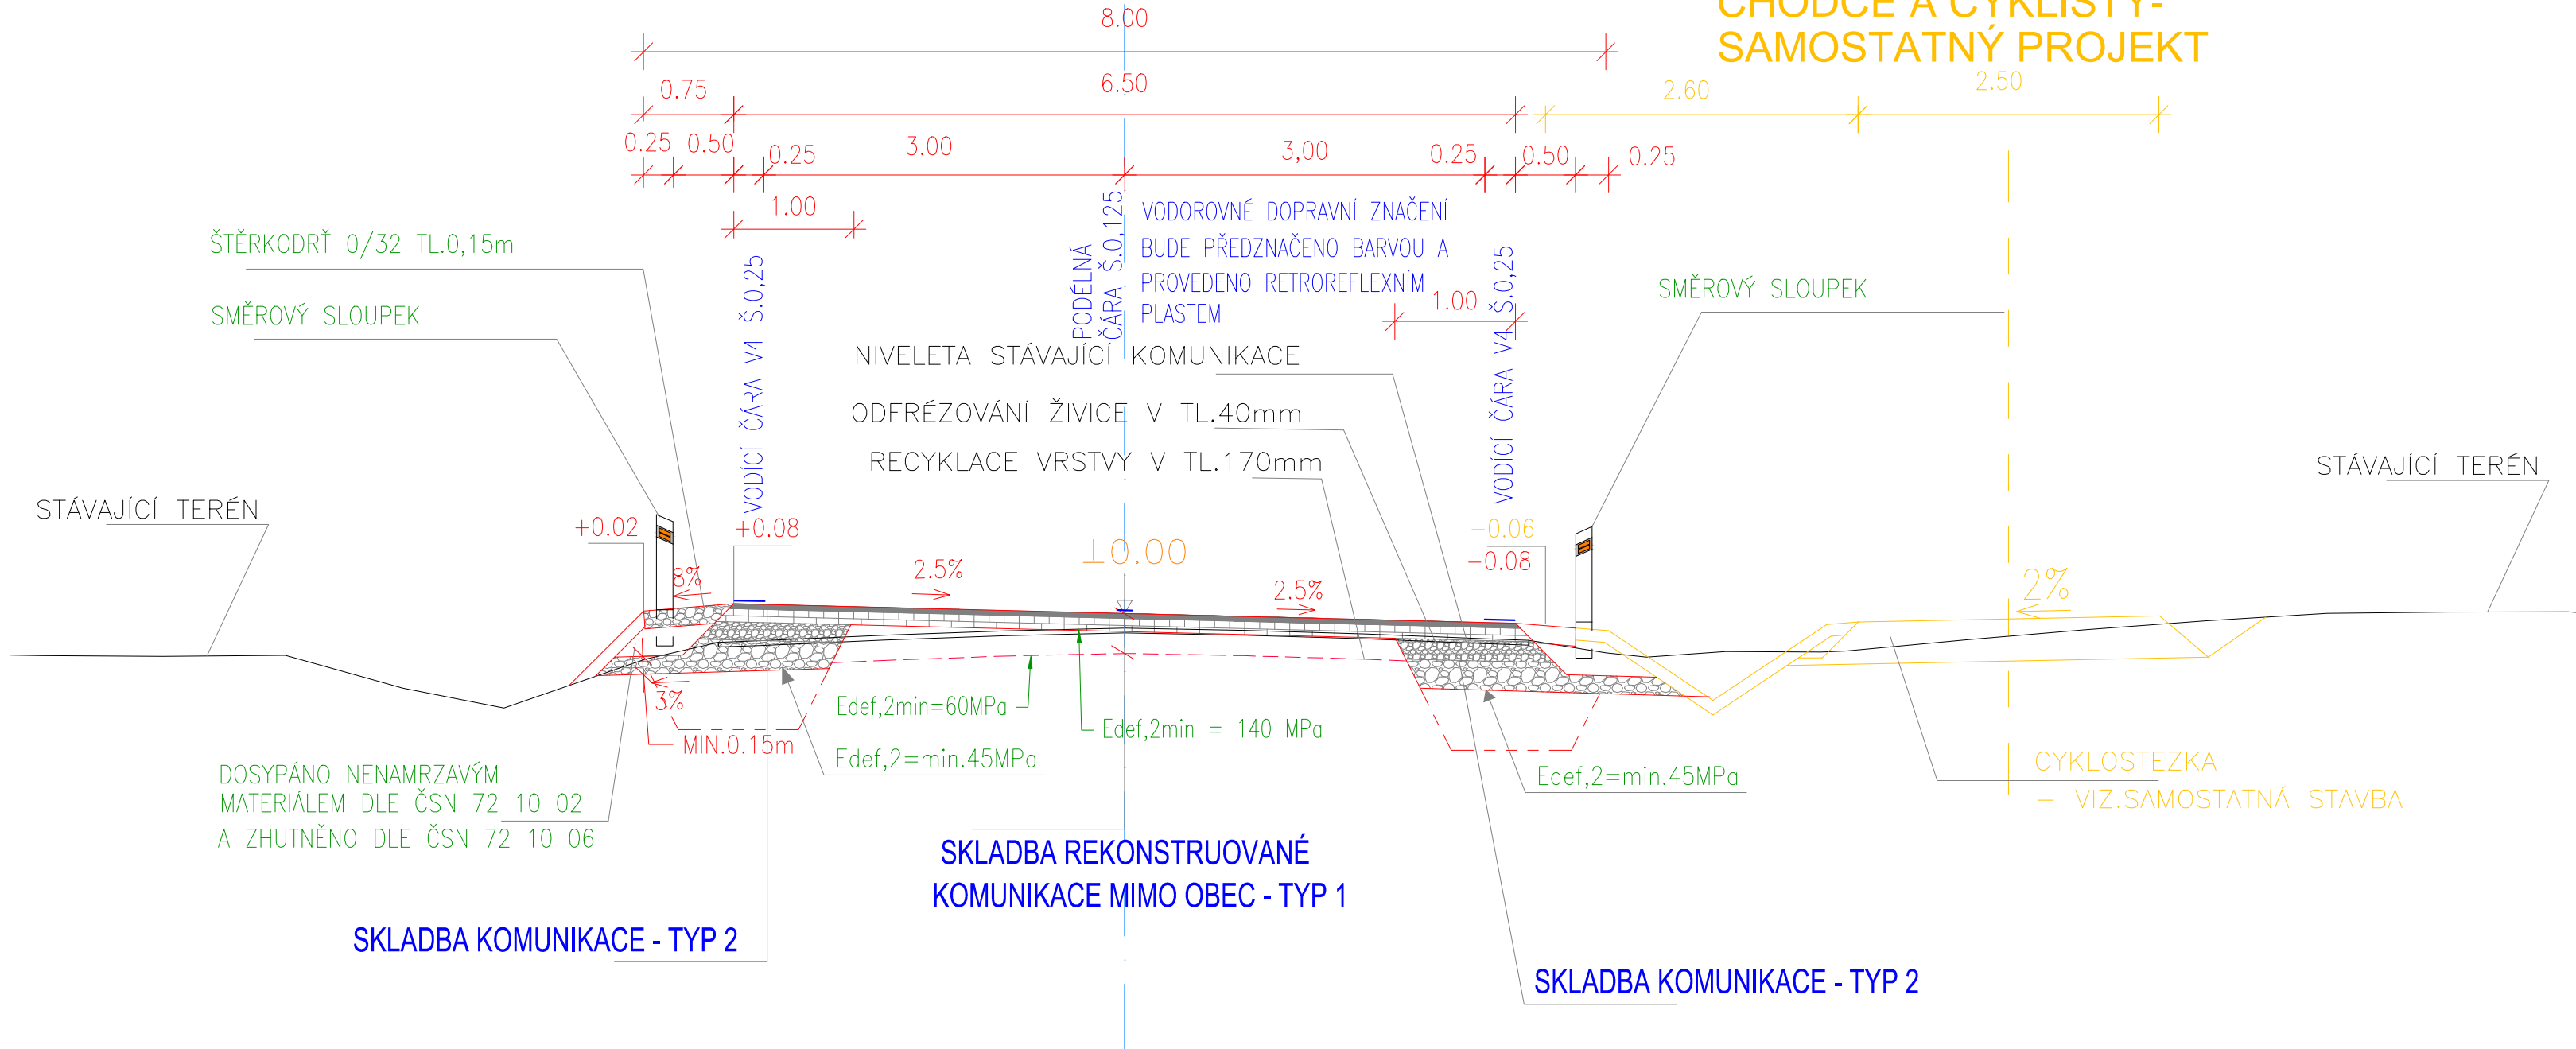 CHODCE A CYKLISTY-
SAMOSTATNÝ PROJEKT
8.00
0.75
6.50
2.60
2.50
0.25
0.50
0.25
3.00
3,00
0.25
0.50
0.25
1.00
1.00
ŠTĚRKODRŤ 0/32 TL.0,15m
SMĚROVÝ SLOUPEK
VODÍCÍ ČÁRA V4 Š.0,25
PODÉLNÁ
ČÁRA Š.0,125
VODOROVNÉ DOPRAVNÍ ZNAČENÍ
BUDE PŘEDZNAČENO BARVOU A
PROVEDENO RETROREFLEXNÍM
PLASTEM
VODÍCÍ ČÁRA V4 Š.0,25
SMĚROVÝ SLOUPEK
NIVELETA STÁVAJÍCÍ KOMUNIKACE
ODFRÉZOVÁNÍ ŽIVICE V TL.40mm
RECYKLACE VRSTVY V TL.170mm
STÁVAJÍCÍ TERÉN
STÁVAJÍCÍ TERÉN
+0.02
+0.08
±0.00
-0.06
-0.08
8%
2.5%
2.5%
2%
3%
MIN.0.15m
Edef,2min=60MPa
Edef,2min = 140 MPa
Edef,2=min.45MPa
Edef,2=min.45MPa
DOSYPÁNO NENAMRZAVÝM
MATERIÁLEM DLE ČSN 72 10 02
A ZHUTNĚNO DLE ČSN 72 10 06
CYKLOSTEZKA
– VIZ.SAMOSTATNÁ STAVBA
SKLADBA REKONSTRUOVANÉ
KOMUNIKACE MIMO OBEC - TYP 1
SKLADBA KOMUNIKACE - TYP 2
SKLADBA KOMUNIKACE - TYP 2